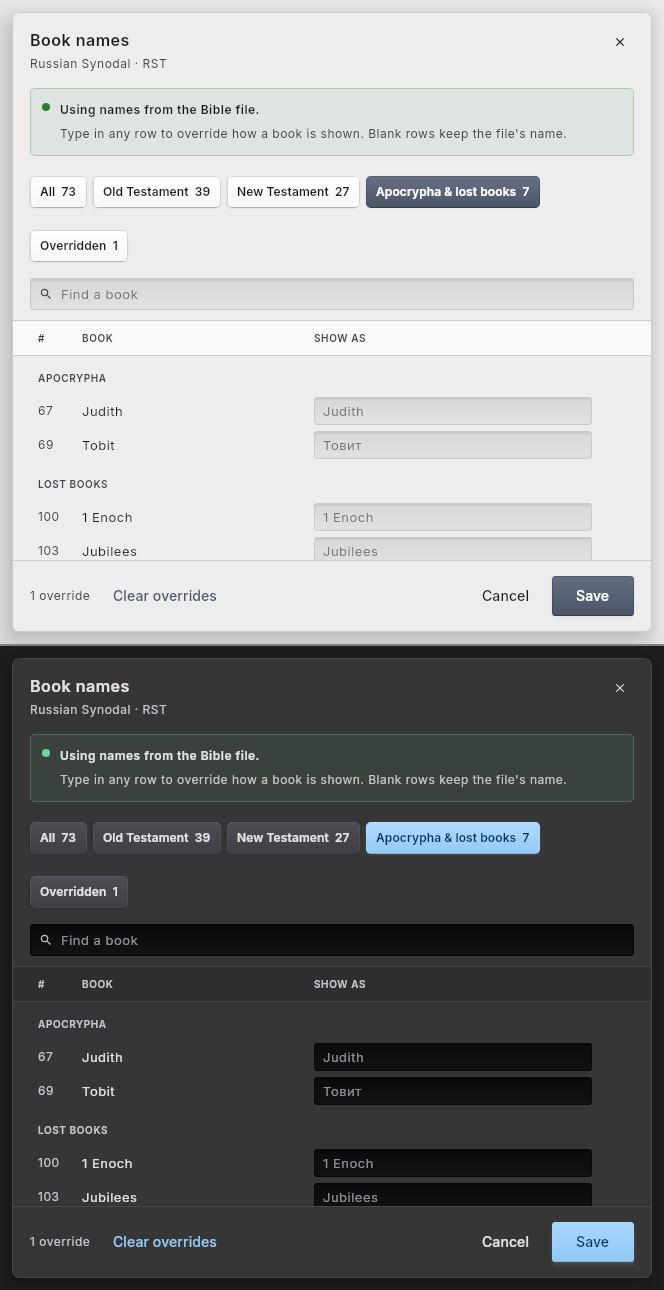 Book names
Russian Synodal · RST
Using names from the Bible file.
Type in any row to override how a book is shown. Blank rows keep the file's name.
All 73 Old Testament 39 New Testament 27 Apocrypha & lost books 7
Overridden 1
Find a book
# BOOK SHOW AS
APOCRYPHA
67 Judith Judith
69 Tobit Товит
LOST BOOKS
100 1 Enoch 1 Enoch
103 Jubilees Jubilees
1 override Clear overrides Cancel Save
Book names
Russian Synodal · RST
Using names from the Bible file.
Type in any row to override how a book is shown. Blank rows keep the file's name.
All 73 Old Testament 39 New Testament 27 Apocrypha & lost books 7
Overridden 1
Find a book
# BOOK SHOW AS
APOCRYPHA
67 Judith Judith
69 Tobit Товит
LOST BOOKS
100 1 Enoch 1 Enoch
103 Jubilees Jubilees
1 override Clear overrides Cancel Save